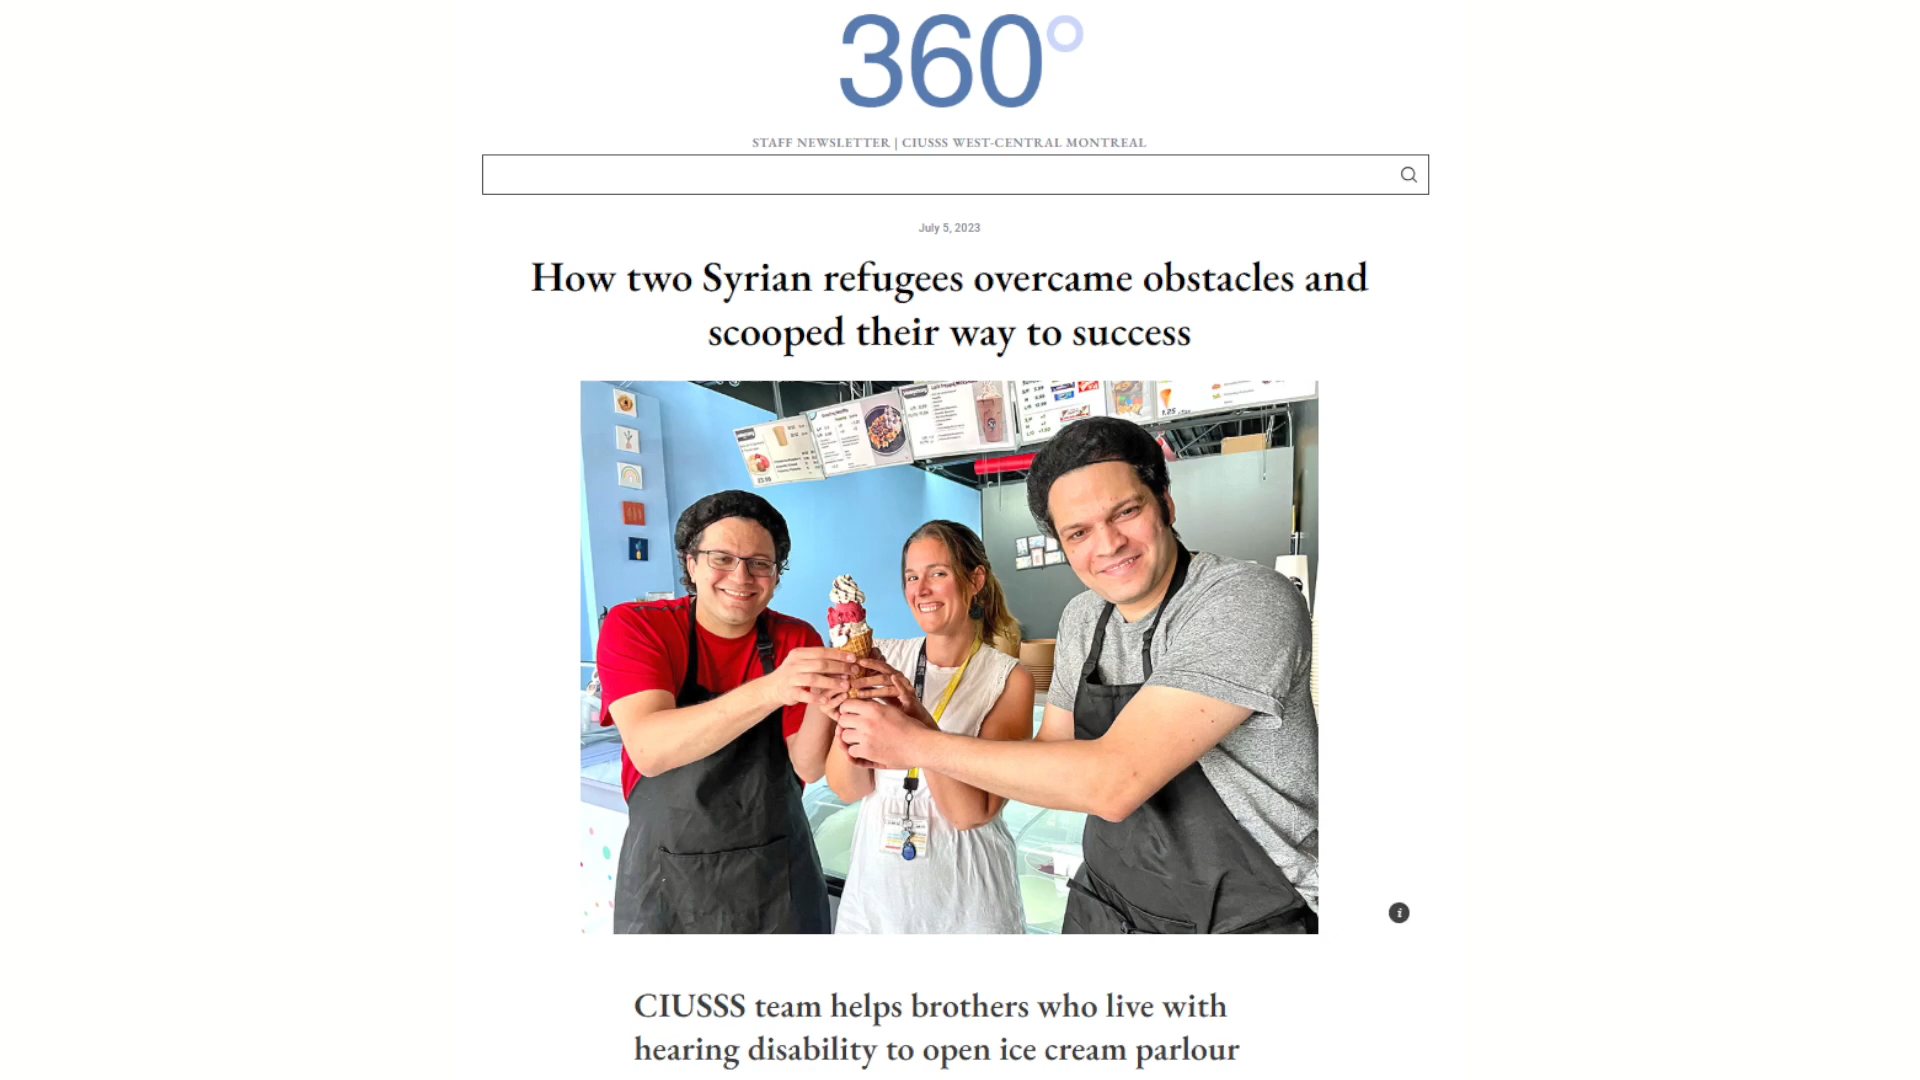 360°
STAFF NEWSLETTER | CIUSSS WEST-CENTRAL MONTREAL
July 5, 2023
How two Syrian refugees overcame obstacles and
scooped their way to success
CIUSSS team helps brothers who live with
hearing disability to open ice cream parlour